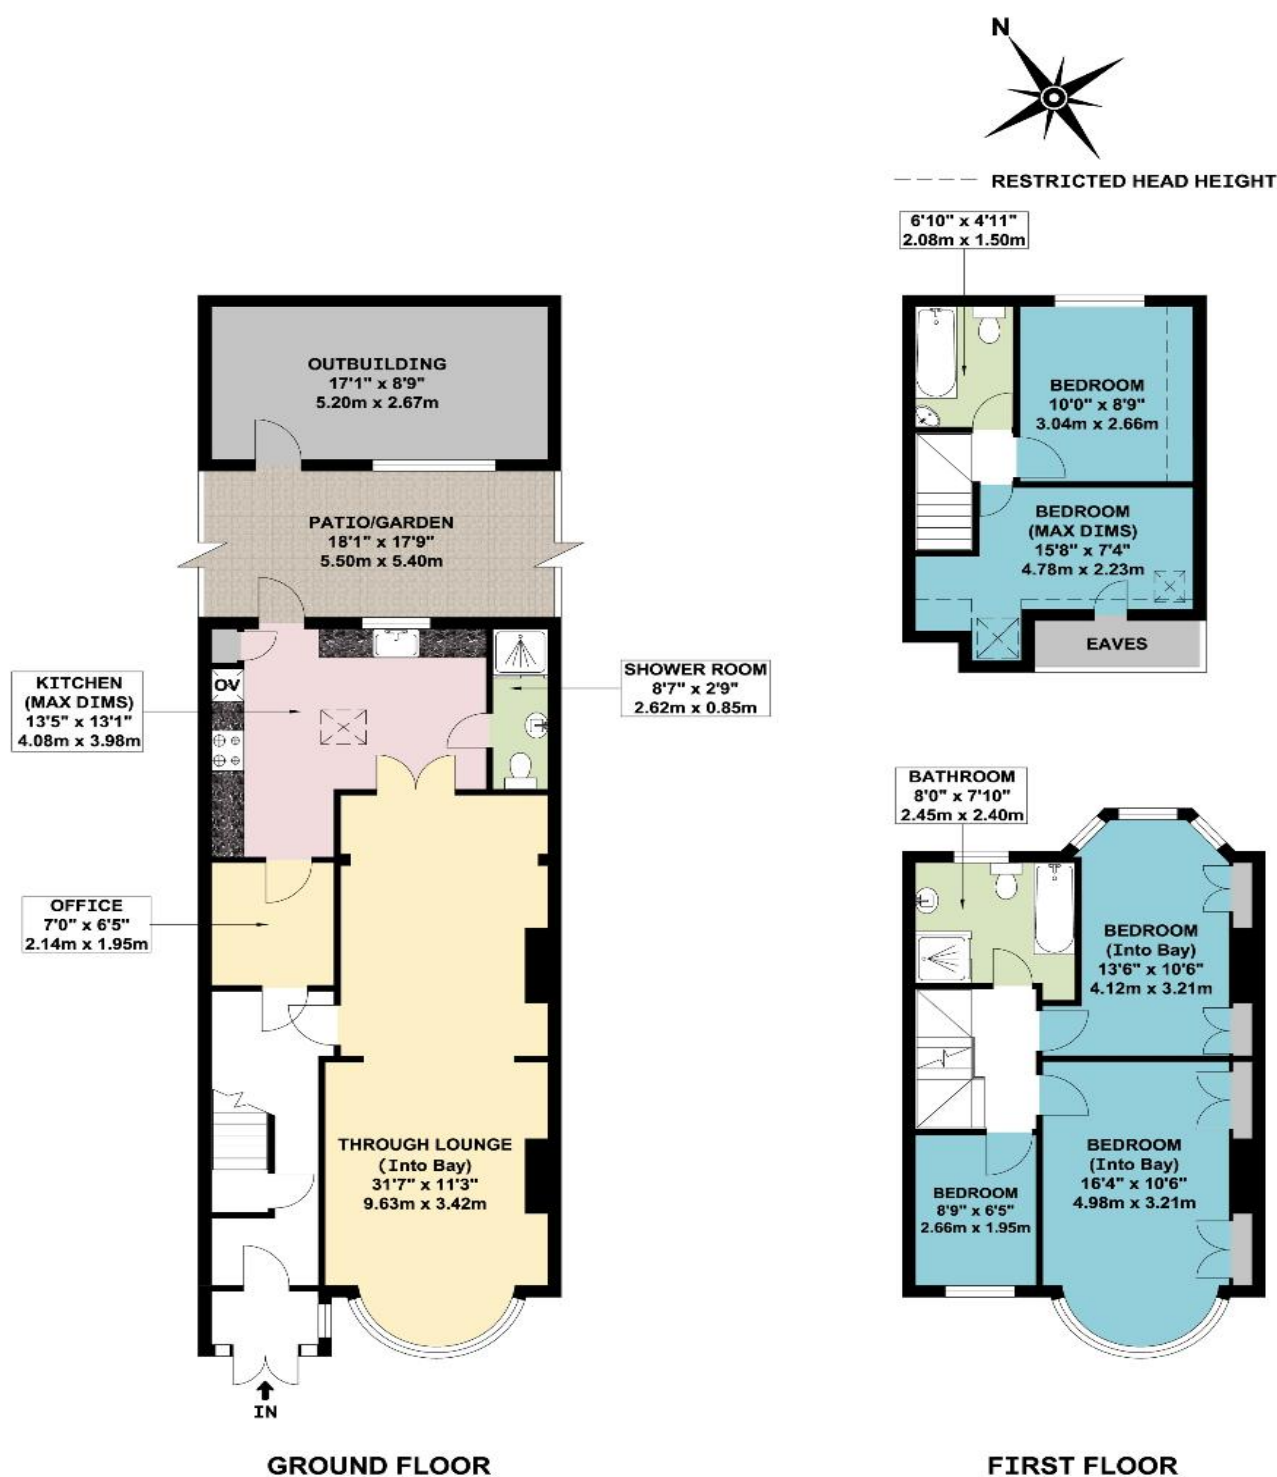 N
RESTRICTED HEAD HEIGHT
6'10" x 4'11"
2.08m x 1.50m
OUTBUILDING
17'1" x 8'9"
5.20m x 2.67m
BEDROOM
10'0" x 8'9"
3.04m x 2.66m
PATIO/GARDEN
18'1" x 17'9"
5.50m x 5.40m
BEDROOM
(MAX DIMS)
15'8" x 7'4"
4.78m x 2.23m
EAVES
KITCHEN
(MAX DIMS)
13'5" x 13'1"
4.08m x 3.98m
OV
SHOWER ROOM
8'7" x 2'9"
2.62m x 0.85m
BATHROOM
8'0" x 7'10"
2.45m x 2.40m
OFFICE
7'0" x 6'5"
2.14m x 1.95m
BEDROOM
(Into Bay)
13'6" x 10'6"
4.12m x 3.21m
THROUGH LOUNGE
(Into Bay)
31'7" x 11'3"
9.63m x 3.42m
BEDROOM
8'9" x 6'5"
2.66m x 1.95m
BEDROOM
(Into Bay)
16'4" x 10'6"
4.98m x 3.21m
IN
GROUND FLOOR
FIRST FLOOR